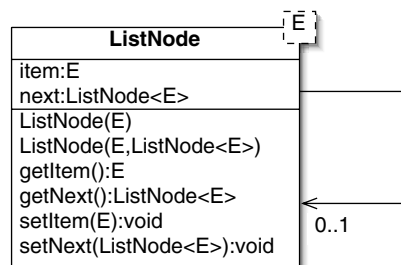 E
ListNode
item:E
next:ListNode<E>
ListNode(E)
ListNode(E,ListNode<E>)
getItem():E
getNext():ListNode<E>
setItem(E):void
setNext(ListNode<E>):void
0..1